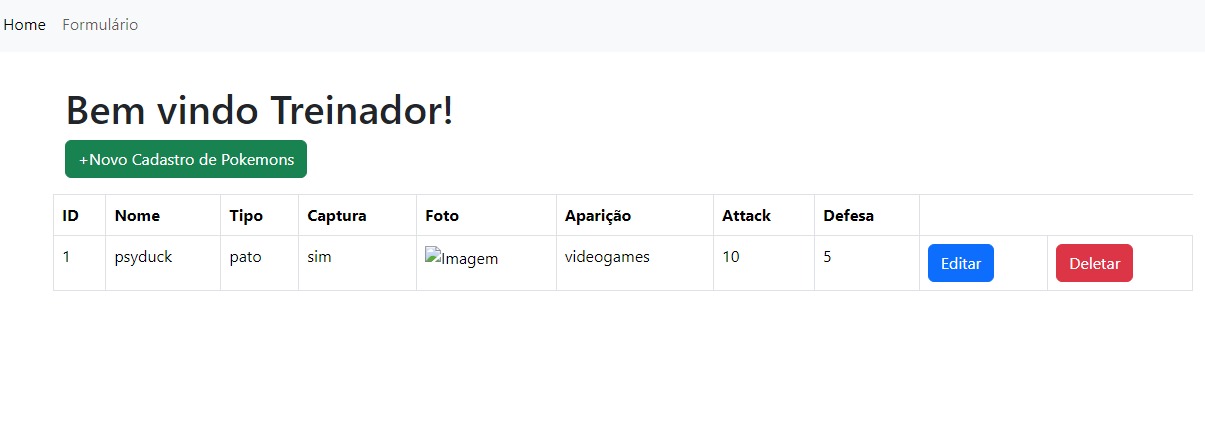 Home Formulário
Bem vindo Treinador!
+Novo Cadastro de Pokemons
ID Nome Tipo Captura Foto Aparição Attack Defesa
1 psyduck pato sim Imagem videogames 10 5 Editar Deletar